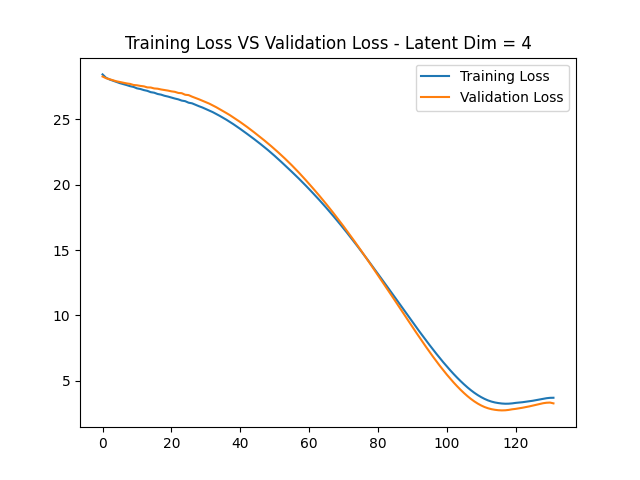 Training Loss VS Validation Loss - Latent Dim = 4
Training Loss
Validation Loss
25
20
15
10
5
0 20 40 60 80 100 120